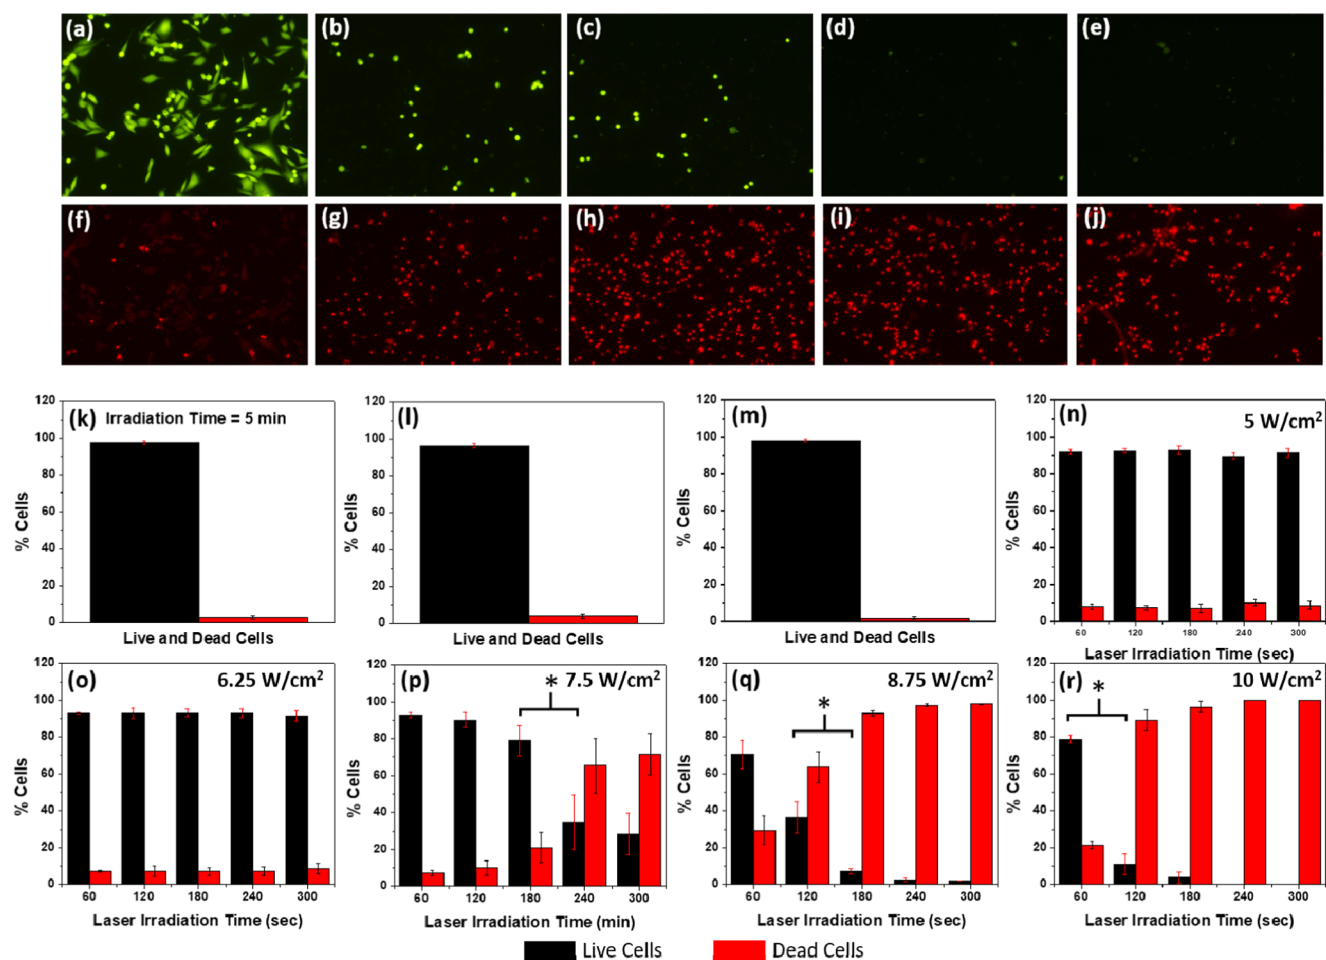 (a) (b) (c) (d) (e)
(f) (g) (h) (i) (j)
(k) Irradiation Time = 5 min
120
100
80
60
40
20
0
% Cells
Live and Dead Cells
(l)
120
100
80
60
40
20
0
% Cells
Live and Dead Cells
(m)
120
100
80
60
40
20
0
% Cells
Live and Dead Cells
(n)
5 W/cm²
120
100
80
60
40
20
0
% Cells
60 120 180 240 300
Laser Irradiation Time (sec)
(o)
6.25 W/cm²
120
100
80
60
40
20
0
% Cells
60 120 180 240 300
Laser Irradiation Time (sec)
(p)
* 7.5 W/cm²
120
100
80
60
40
20
0
% Cells
60 120 180 240 300
Laser Irradiation Time (min)
(q)
8.75 W/cm²
*
120
100
80
60
40
20
0
% Cells
60 120 180 240 300
Laser Irradiation Time (sec)
(r)
10 W/cm²
*
120
100
80
60
40
20
0
% Cells
60 120 180 240 300
Laser Irradiation Time (sec)
Live Cells Dead Cells